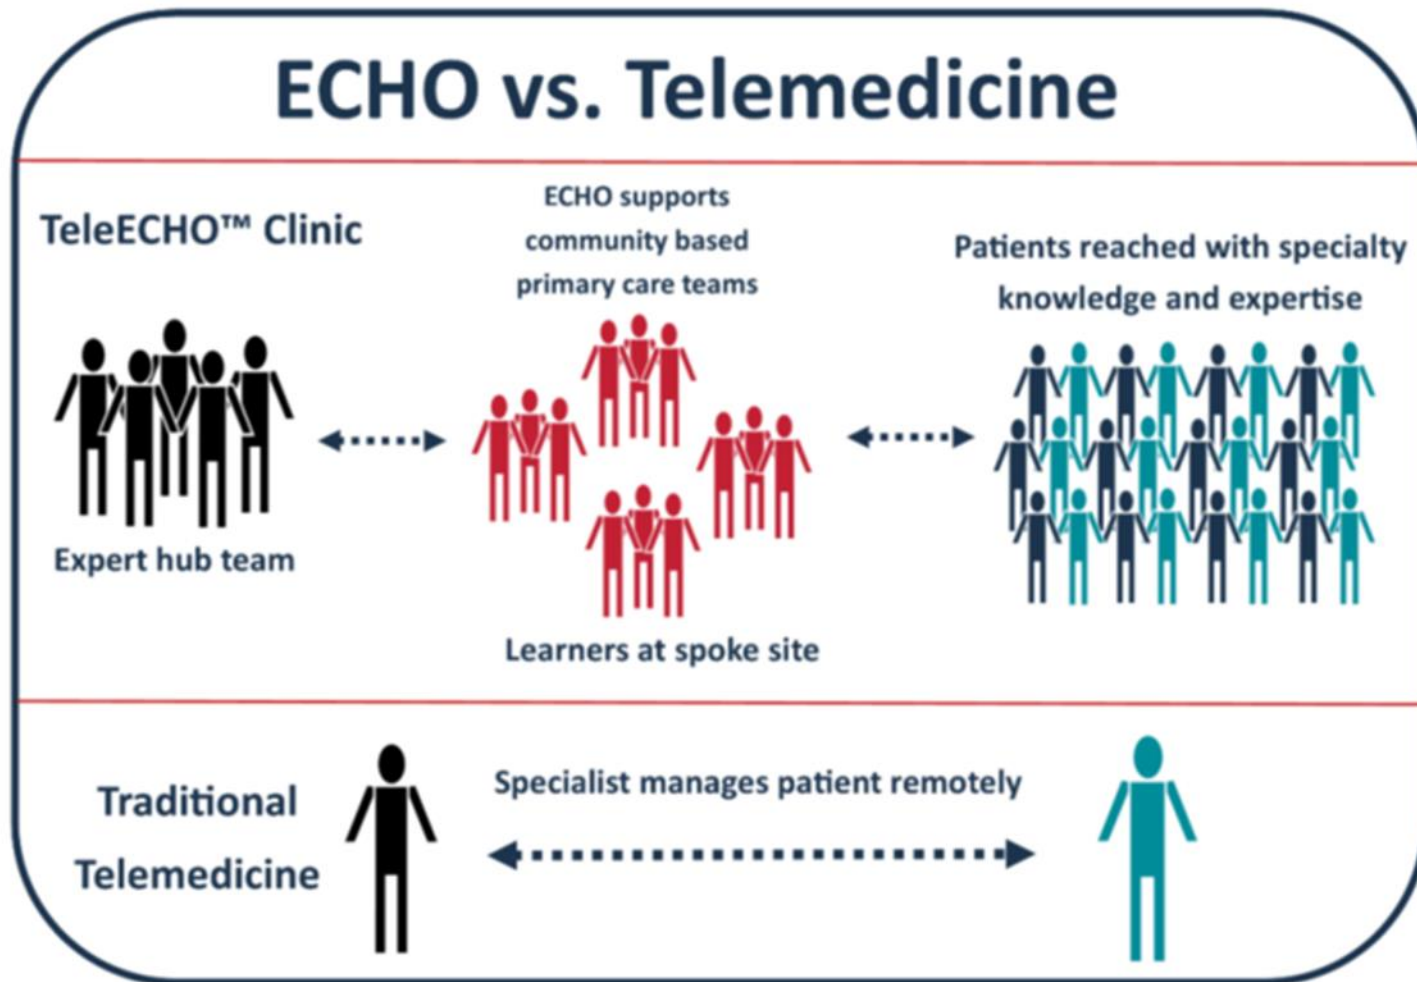 ECHO vs. Telemedicine
TeleECHO™ Clinic
Expert hub team
ECHO supports
community based
primary care teams
Learners at spoke site
Patients reached with specialty
knowledge and expertise
Traditional
Telemedicine
Specialist manages patient remotely